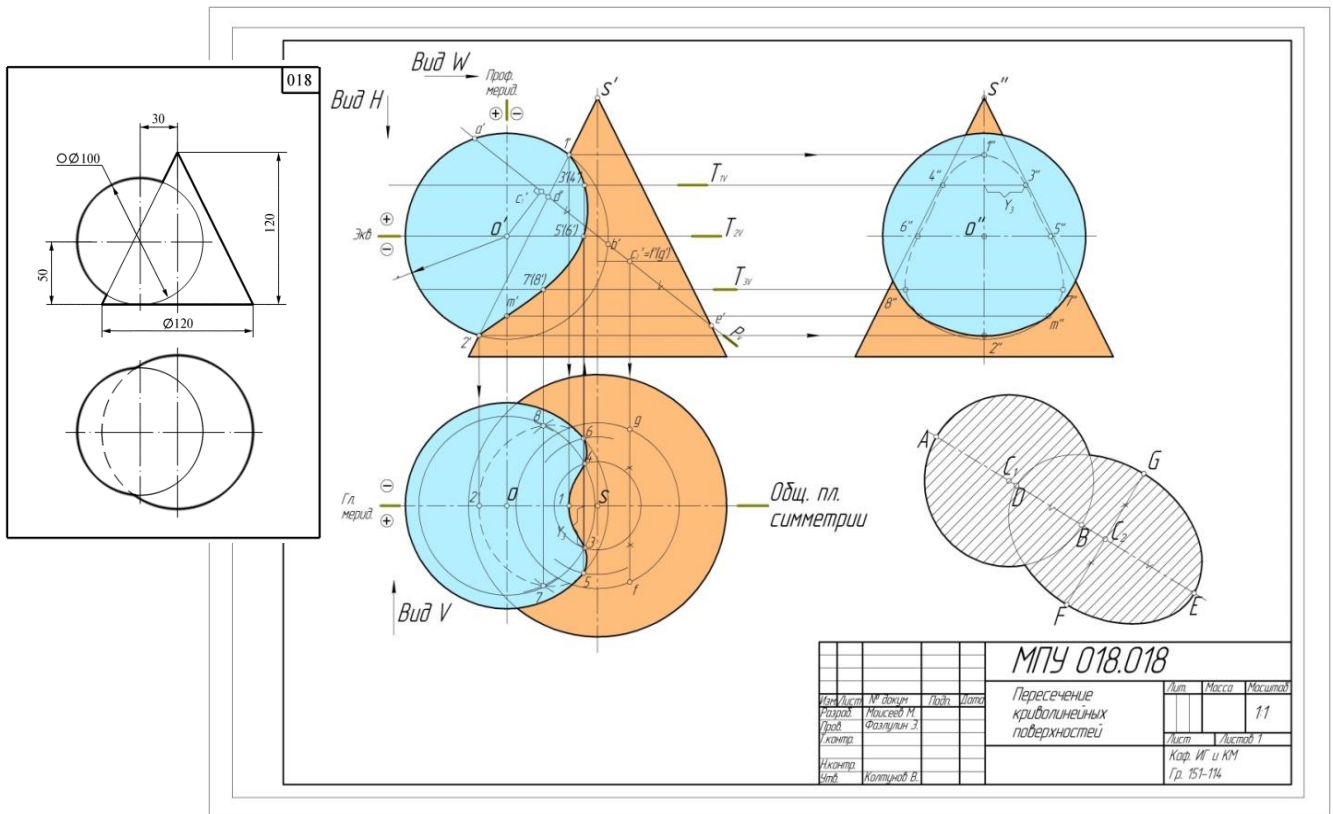 018
30
○Ø100
120
50
Ø120
Вид W
Проф.
мерид.
Вид H
s'
s"
a'
1'
1"
3'(4')
T1V
4"
3"
Y3
c1'
d'
Экв
o'
5'(6')
T2V
6"
o"
5"
b'
c2'=f'(g')
7'(8')
T3V
8"
7"
m'
m"
e'
PV
2'
2"
8
6
g
4
Гл.
мерид.
2
O
1
S
Общ. пл.
симметрии
Y3
3
5
7
f
Вид V
A
C1
D
G
B
C2
F
E
МПУ 018.018
Изм Лист № докум Подп. Дата
Разраб. Моисеев М.
Пров. Фазлулин Э.
Т.контр.
Н.контр.
Утв. Колтунов В.
Пересечение
криволинейных
поверхностей
Лит. Масса Масштаб
1:1
Лист Листов 1
Каф. ИГ и КМ
Гр. 151-114